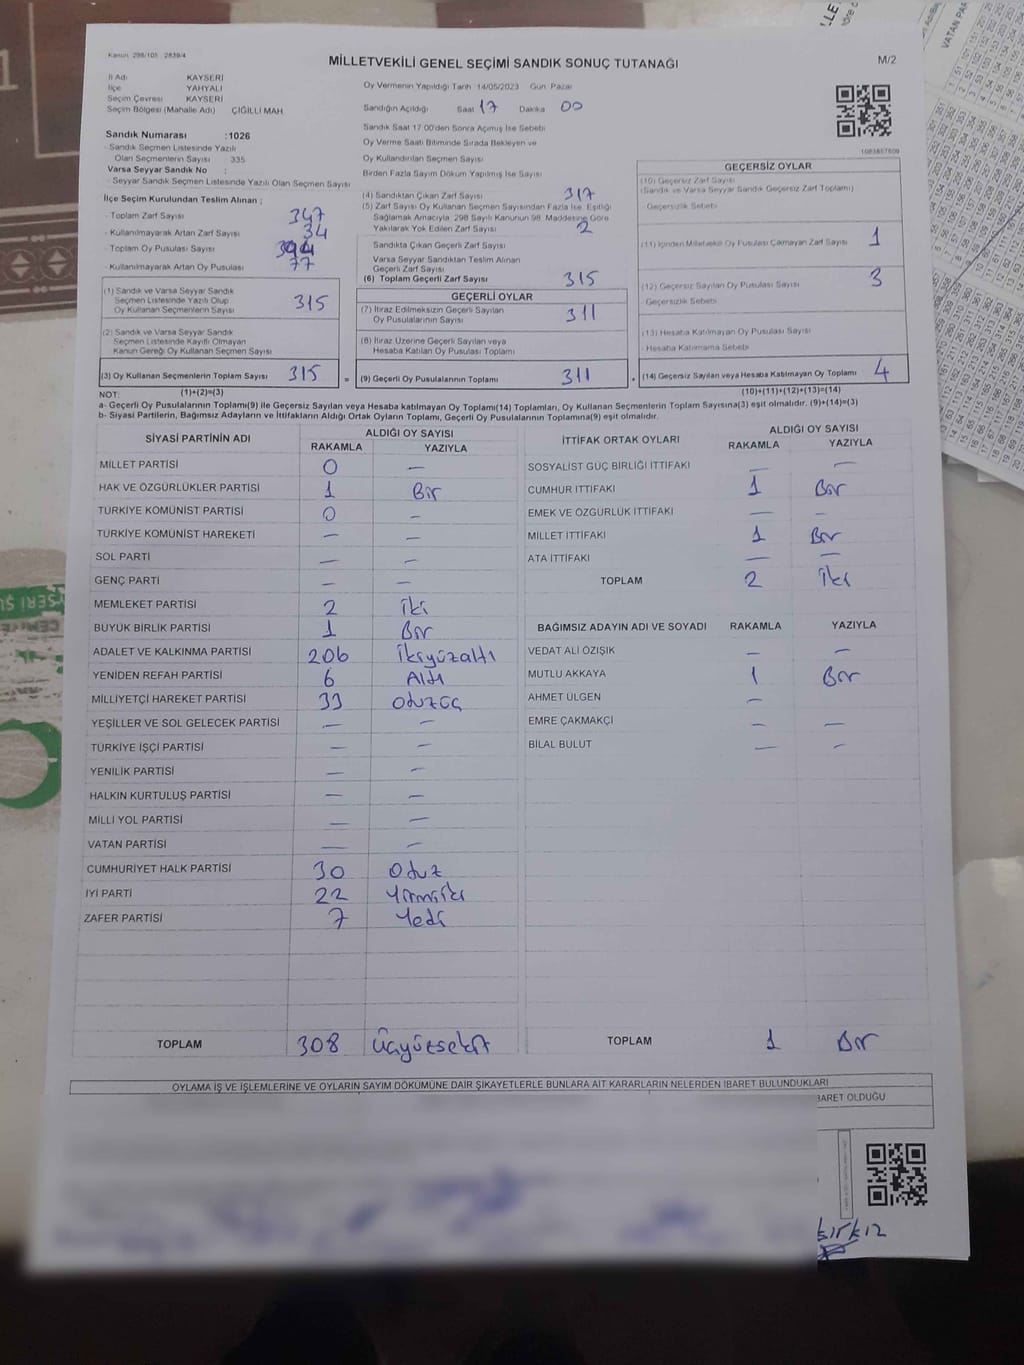 Kanun: 298/105 2839/4
MİLLETVEKİLİ GENEL SEÇİMİ SANDIK SONUÇ TUTANAĞI
M/2
İl Adı KAYSERİ
İlçe YAHYALI
Seçim Çevresi KAYSERİ
Seçim Bölgesi (Mahalle Adı) ÇİĞİLLİ MAH.
Sandık Numarası :1026
Sandık Seçmen Listesinde Yazılı
Olan Seçmenlerin Sayısı 335
Varsa Seyyar Sandık No :
- Seyyar Sandık Seçmen Listesinde Yazılı Olan Seçmen Sayısı
İlçe Seçim Kurulundan Teslim Alınan ;
- Toplam Zarf Sayısı 347
- Kullanılmayarak Artan Zarf Sayısı 34
- Toplam Oy Pusulası Sayısı
- Kullanılmayarak Artan Oy Pusulası 77
(1) Sandık ve Varsa Seyyar Sandık
Seçmen Listesinde Yazılı Olup
Oy Kullanan Seçmenlerin Sayısı 315
(2) Sandık ve Varsa Seyyar Sandık
Seçmen Listesinde Kayıtlı Olmayan
Kanun Gereği Oy Kullanan Seçmen Sayısı
(3) Oy Kullanan Seçmenlerin Toplam Sayısı 315 =
(1)+(2)=(3)
Oy Vermenin Yapıldığı Tarih 14/05/2023 Gün: Pazar
Sandığın Açıldığı Saat 17 Dakika 00
Sandık Saat 17:00'den Sonra Açılmış İse Sebebi
Oy Verme Saati Bitiminde Sırada Bekleyen ve
Oy Kullandırılan Seçmen Sayısı
Birden Fazla Sayım Döküm Yapılmış İse Sayısı
(4) Sandıktan Çıkan Zarf Sayısı 317
(5) Zarf Sayısı Oy Kullanan Seçmen Sayısından Fazla İse, Eşitliği
Sağlamak Amacıyla, 298 Sayılı Kanunun 98. Maddesine Göre
Yakılarak Yok Edilen Zarf Sayısı 2
Sandıkta Çıkan Geçerli Zarf Sayısı
Varsa Seyyar Sandıktan Teslim Alınan
Geçerli Zarf Sayısı
(6) Toplam Geçerli Zarf Sayısı 315
GEÇERLİ OYLAR
(7) İtiraz Edilmeksizin Geçerli Sayılan
Oy Pusulalarının Sayısı 311
(8) İtiraz Üzerine Geçerli Sayılan veya
Hesaba Katılan Oy Pusulası Toplamı
(9) Geçerli Oy Pusulalarının Toplamı 311 +
1083857609
GEÇERSİZ OYLAR
(10) Geçersiz Zarf Sayısı
(Sandık ve Varsa Seyyar Sandık Geçersiz Zarf Toplamı)
- Geçersizlik Sebebi
(11) İçinden Milletvekili Oy Pusulası Çıkmayan Zarf Sayısı 1
(12) Geçersiz Sayılan Oy Pusulası Sayısı 3
- Geçersizlik Sebebi
(13) Hesaba Katılmayan Oy Pusulası Sayısı
- Hesaba Katılmama Sebebi
(14) Geçersiz Sayılan veya Hesaba Katılmayan Oy Toplamı 4
(10)+(11)+(12)+(13)=(14)
NOT:
a- Geçerli Oy Pusulalarının Toplamı(9) ile Geçersiz Sayılan veya Hesaba katılmayan Oy Toplamı(14) Toplamları, Oy Kullanan Seçmenlerin Toplam Sayısına(3) eşit olmalıdır. (9)+(14)=(3)
b- Siyasi Partilerin, Bağımsız Adayların ve İttifakların Aldığı Ortak Oyların Toplamı, Geçerli Oy Pusulalarının Toplamına(9) eşit olmalıdır.
SİYASİ PARTİNİN ADI ALDIĞI OY SAYISI
RAKAMLA YAZIYLA
MİLLET PARTİSİ 0 —
HAK VE ÖZGÜRLÜKLER PARTİSİ 1 Bir
TÜRKİYE KOMÜNİST PARTİSİ 0 —
TÜRKİYE KOMÜNİST HAREKETİ — —
SOL PARTİ — —
GENÇ PARTİ — —
MEMLEKET PARTİSİ 2 İki
BÜYÜK BİRLİK PARTİSİ 1 Bir
ADALET VE KALKINMA PARTİSİ 206 İkiyüzaltı
YENİDEN REFAH PARTİSİ 6 Altı
MİLLİYETÇİ HAREKET PARTİSİ 33 Otuzüç
YEŞİLLER VE SOL GELECEK PARTİSİ — —
TÜRKİYE İŞÇİ PARTİSİ — —
YENİLİK PARTİSİ — —
HALKIN KURTULUŞ PARTİSİ — —
MİLLİ YOL PARTİSİ — —
VATAN PARTİSİ — —
CUMHURİYET HALK PARTİSİ 30 Otuz
İYİ PARTİ 22 Yirmiiki
ZAFER PARTİSİ 7 Yedi
TOPLAM 308 Üçyüzsekiz
İTTİFAK ORTAK OYLARI ALDIĞI OY SAYISI
RAKAMLA YAZIYLA
SOSYALİST GÜÇ BİRLİĞİ İTTİFAKI — —
CUMHUR İTTİFAKI 1 Bir
EMEK VE ÖZGÜRLÜK İTTİFAKI — —
MİLLET İTTİFAKI 1 Bir
ATA İTTİFAKI — —
TOPLAM 2 İki
BAĞIMSIZ ADAYIN ADI VE SOYADI RAKAMLA YAZIYLA
VEDAT ALİ ÖZIŞIK — —
MUTLU AKKAYA 1 Bir
AHMET ÜLGEN —
EMRE ÇAKMAKÇİ — —
BİLAL BULUT — —
TOPLAM 1 Bir
OYLAMA İŞ VE İŞLEMLERİNE VE OYLARIN SAYIM DÖKÜMÜNE DAİR ŞİKAYETLERLE BUNLARA AİT KARARLARIN NELERDEN İBARET BULUNDUKLARI
BARET OLDUĞU
VATAN PAR